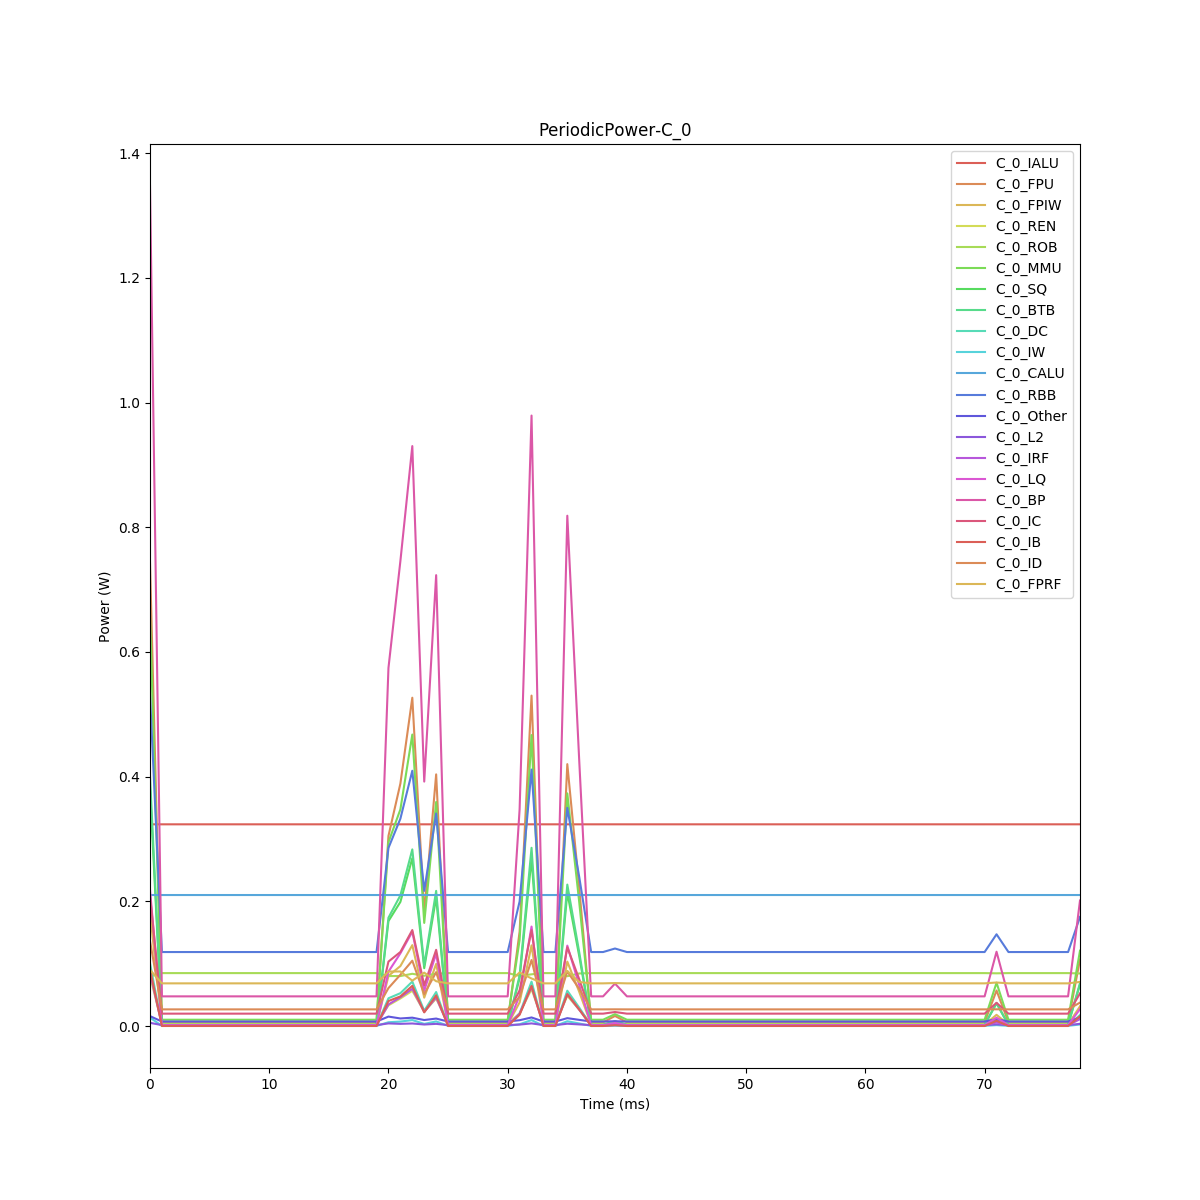 PeriodicPower-C_0
1.4
1.2
1.0
0.8
0.6
0.4
0.2
0.0
Power (W)
0 10 20 30 40 50 60 70
Time (ms)
C_0_IALU
C_0_FPU
C_0_FPIW
C_0_REN
C_0_ROB
C_0_MMU
C_0_SQ
C_0_BTB
C_0_DC
C_0_IW
C_0_CALU
C_0_RBB
C_0_Other
C_0_L2
C_0_IRF
C_0_LQ
C_0_BP
C_0_IC
C_0_IB
C_0_ID
C_0_FPRF